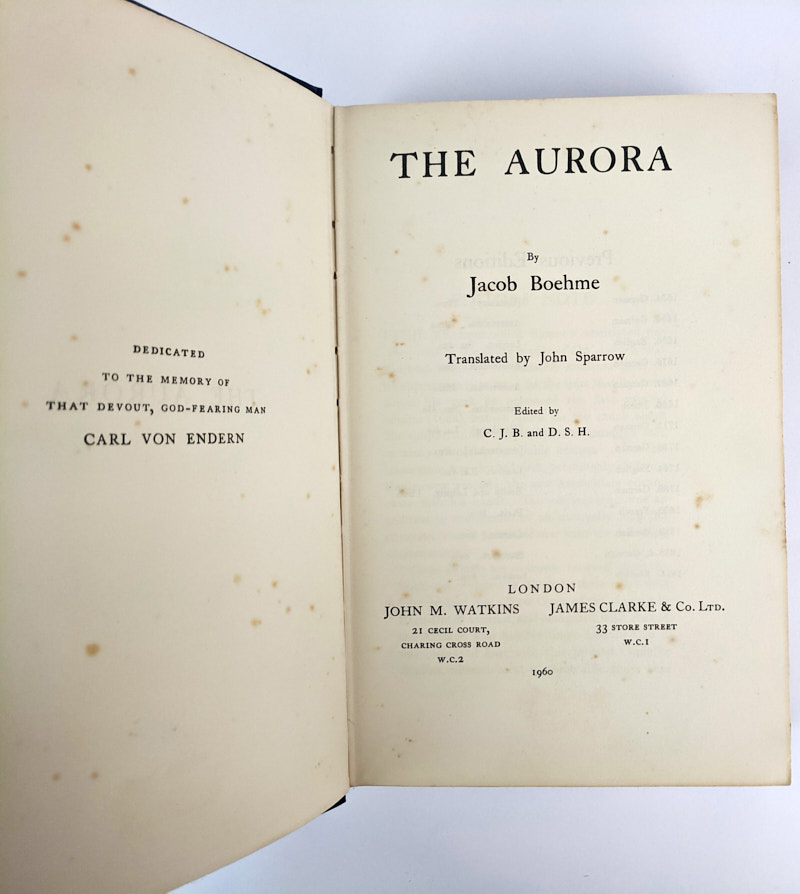 DEDICATED
TO THE MEMORY OF
THAT DEVOUT, GOD-FEARING MAN
CARL VON ENDERN
THE AURORA
By
Jacob Boehme
Translated by John Sparrow
Edited by
C. J. B. and D. S. H.
LONDON
JOHN M. WATKINS
21 CECIL COURT,
CHARING CROSS ROAD
W.C.2
JAMES CLARKE & Co. LTD.
33 STORE STREET
W.C.1
1960